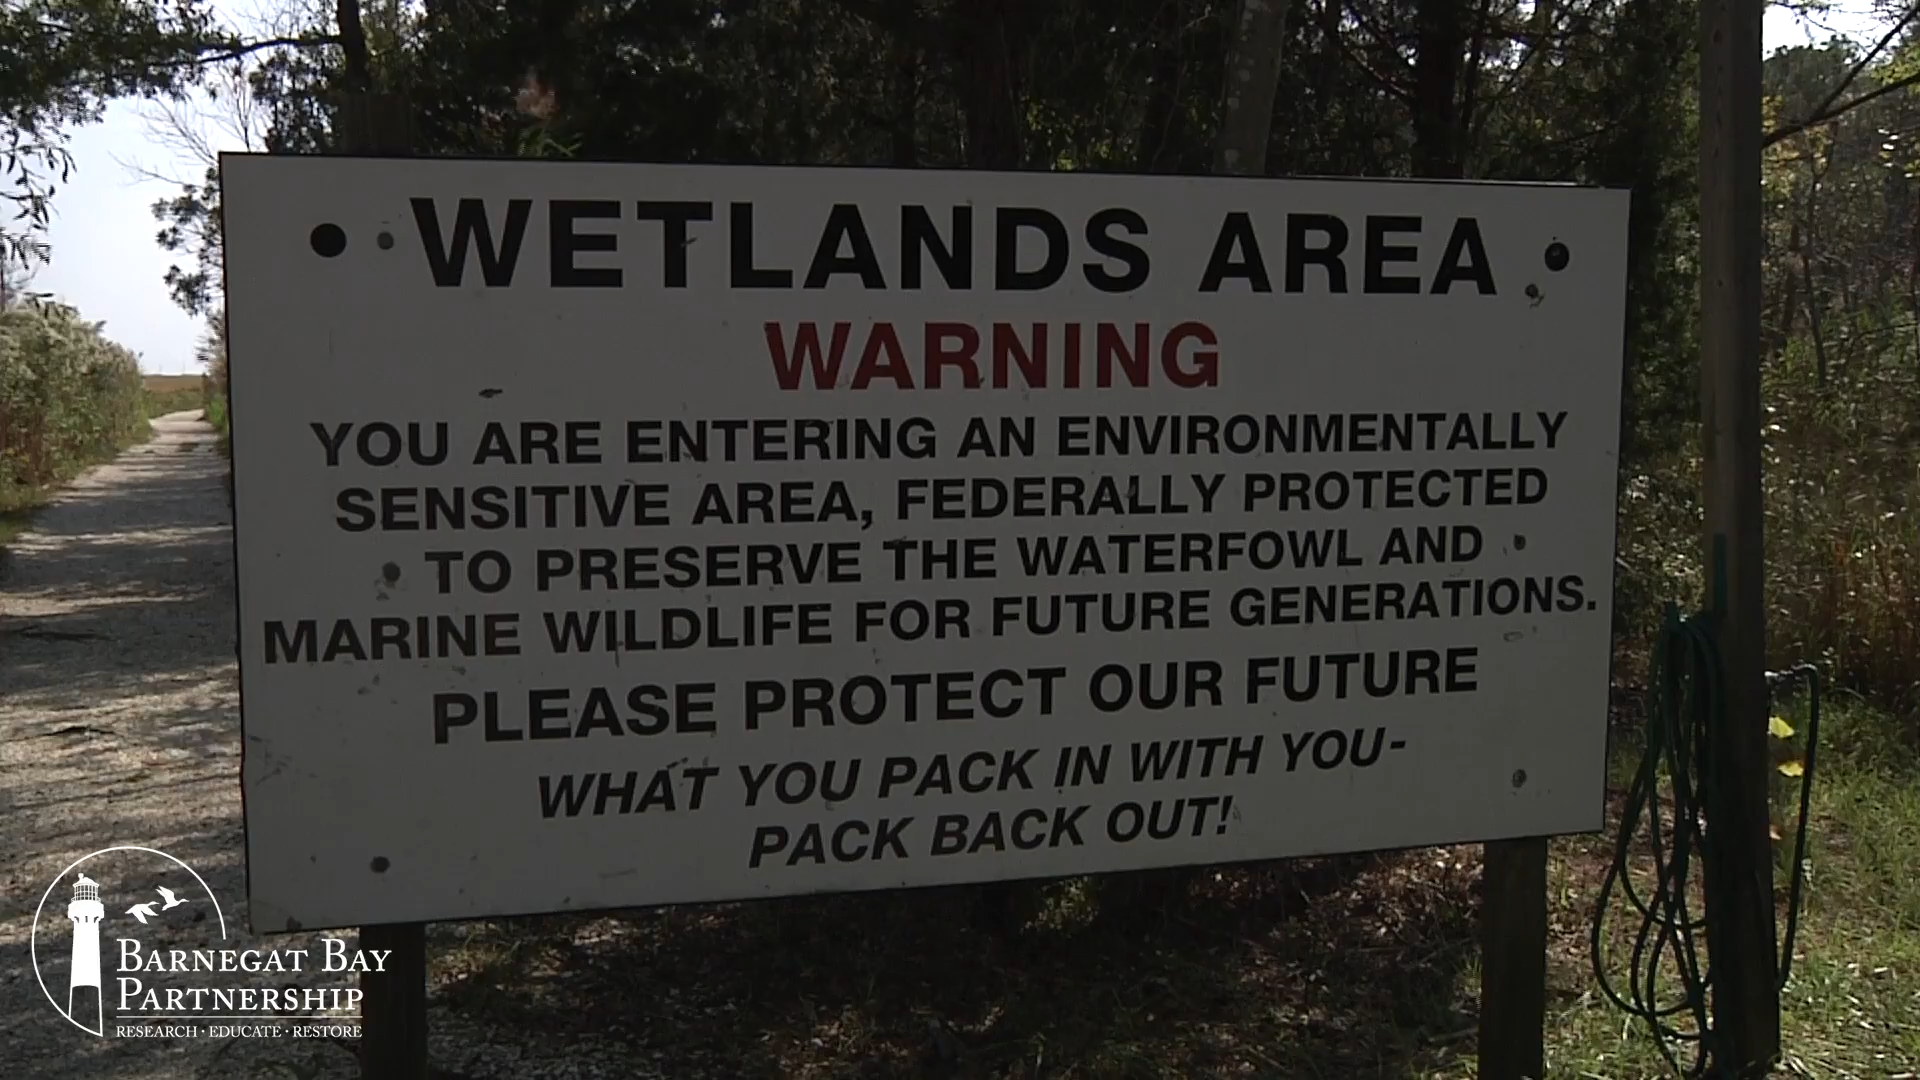 WETLANDS AREA
WARNING
YOU ARE ENTERING AN ENVIRONMENTALLY
SENSITIVE AREA, FEDERALLY PROTECTED
TO PRESERVE THE WATERFOWL AND
MARINE WILDLIFE FOR FUTURE GENERATIONS.
PLEASE PROTECT OUR FUTURE
WHAT YOU PACK IN WITH YOU-
PACK BACK OUT!
BARNEGAT BAY
PARTNERSHIP
RESEARCH · EDUCATE · RESTORE